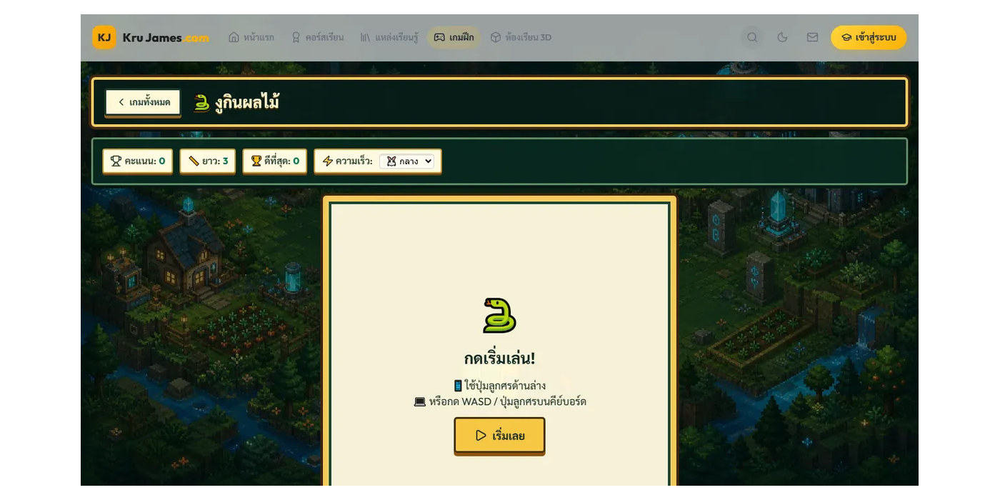 KJ Kru James.com หน้าแรก คอร์สเรียน แหล่งเรียนรู้ เกมฝึก ห้องเรียน 3D เข้าสู่ระบบ
เกมทั้งหมด งูกินผลไม้
คะแนน: 0 ยาว: 3 ดีที่สุด: 0 ความเร็ว: กลาง
กดเริ่มเล่น!
ใช้ปุ่มลูกศรด้านล่าง
หรือกด WASD / ปุ่มลูกศรบนคีย์บอร์ด
เริ่มเลย